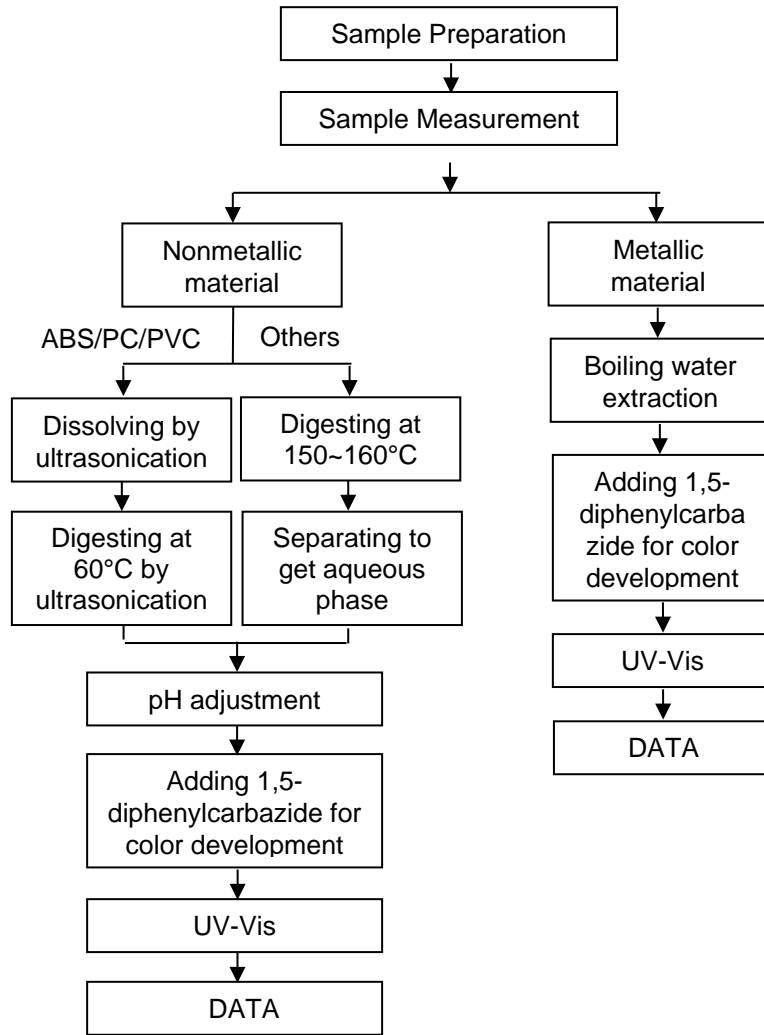 Sample Preparation
Sample Measurement
Nonmetallic
material
ABS/PC/PVC
Others
Dissolving by
ultrasonication
Digesting at
150~160°C
Digesting at
60°C by
ultrasonication
Separating to
get aqueous
phase
pH adjustment
Adding 1,5-
diphenylcarbazide for
color development
UV-Vis
DATA
Metallic
material
Boiling water
extraction
Adding 1,5-
diphenylcarba
zide for color
development
UV-Vis
DATA